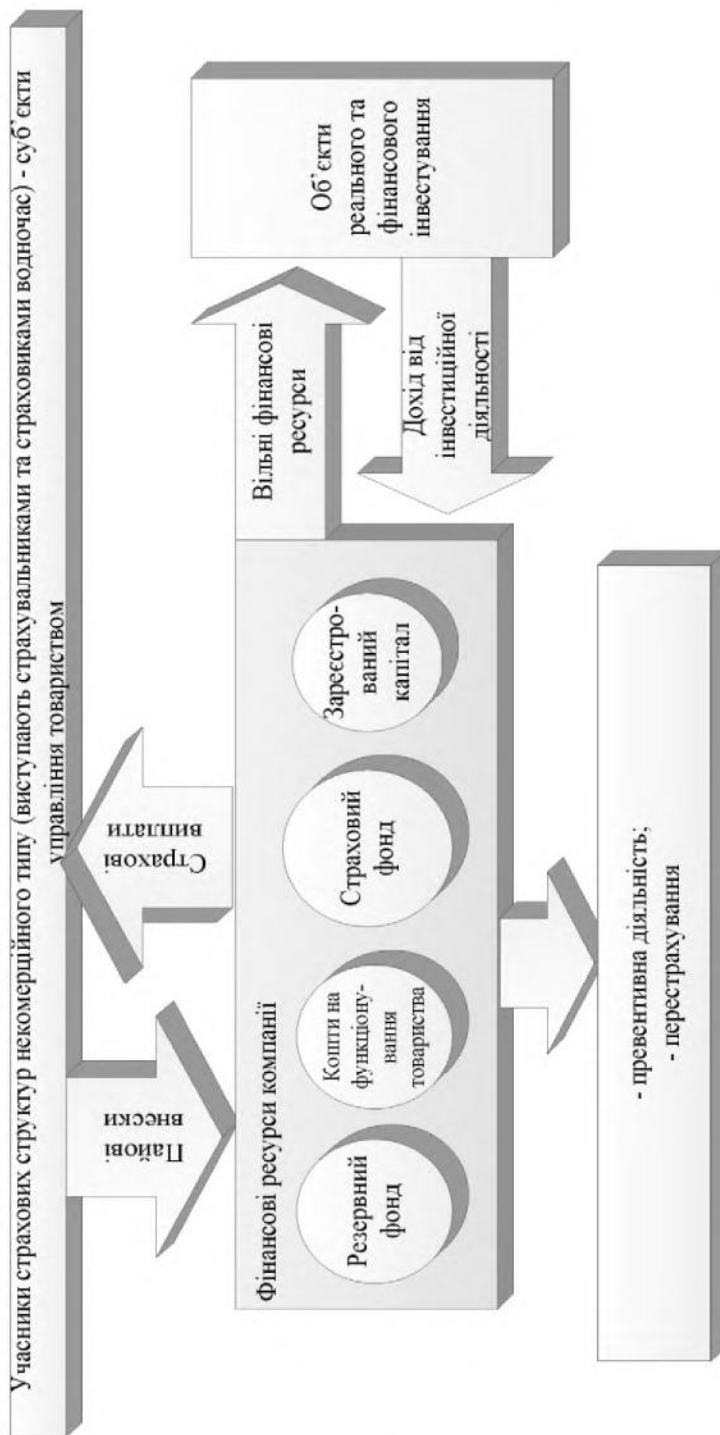 Учасники страхових структур некомерційного типу (виступають страхувальниками та страховиками водночас) - суб’єкти
управління товариством
Пайові
внески
Страхові
виплати
Фінансові ресурси компанії
Резервний
фонд
Кошти на
функціону-
вання
товариства
Страховий
фонд
Зареєстро-
ваний
капітал
Вільні фінансові
ресурси
Дохід від
інвестиційної
діяльності
Об’єкти
реального та
фінансового
інвестування
- превентивна діяльність;
- перестрахування